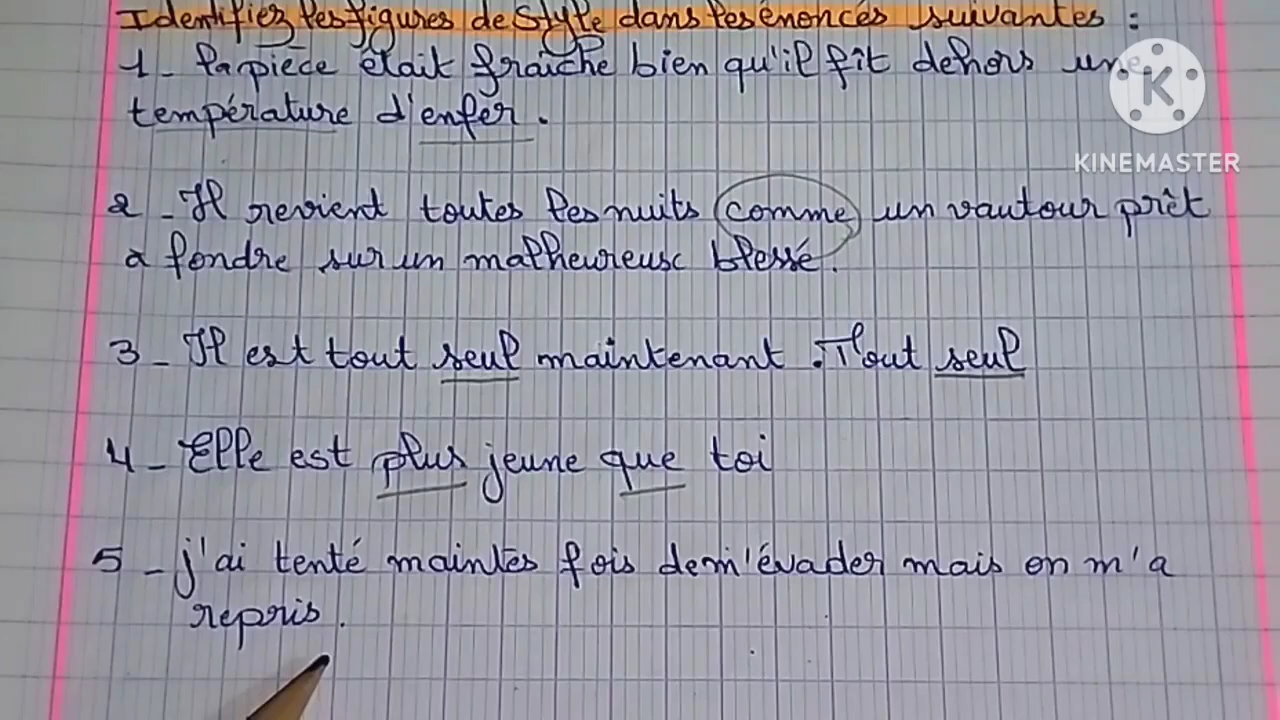 Identifiez les figures de style dans les énoncés suivantes :
1 - la pièce était fraîche bien qu'il fît dehors une
température d'enfer.
K
KINEMASTER
2 - Il revient toutes les nuits comme un vautour prêt
à fondre sur un malheureux blessé.
3 - Il est tout seul maintenant. Tout seul
4 - Elle est plus jeune que toi
5 - j'ai tenté maintes fois de m'évader mais on m'a
repris.